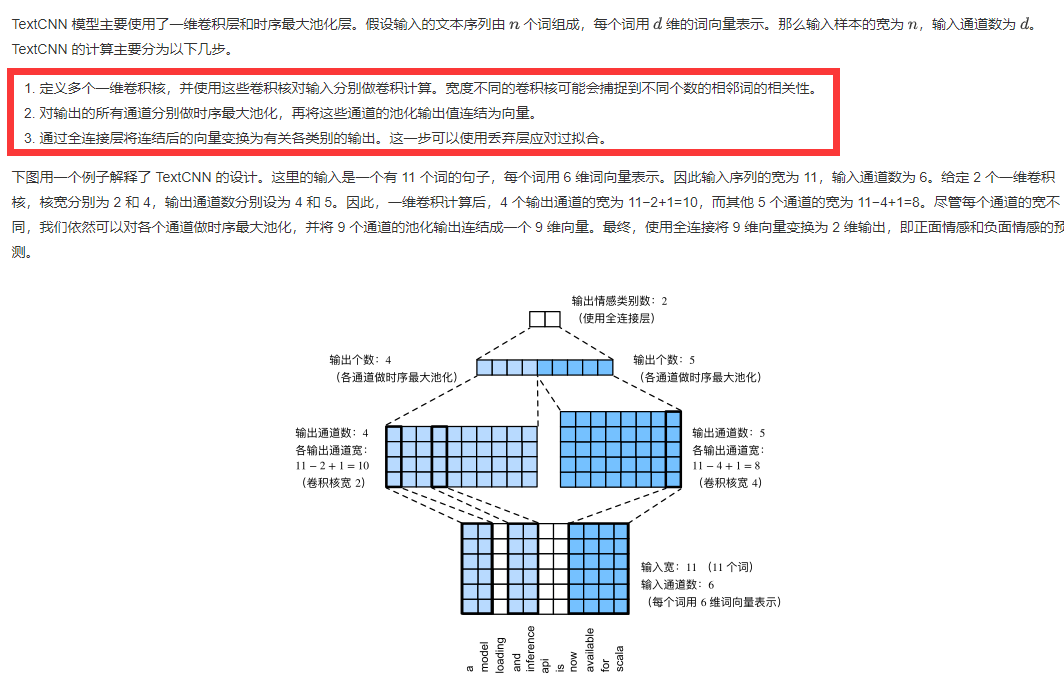 TextCNN 模型主要使用了一维卷积层和时序最大池化层。假设输入的文本序列由 n 个词组成，每个词用 d 维的词向量表示。那么输入样本的宽为 n，输入通道数为 d。
TextCNN 的计算主要分为以下几步。
1. 定义多个一维卷积核，并使用这些卷积核对输入分别做卷积计算。宽度不同的卷积核可能会捕捉到不同个数的相邻词的相关性。
2. 对输出的所有通道分别做时序最大池化，再将这些通道的池化输出值连结为向量。
3. 通过全连接层将连结后的向量变换为有关各类别的输出。这一步可以使用丢弃层应对过拟合。
下图用一个例子解释了 TextCNN 的设计。这里的输入是一个有 11 个词的句子，每个词用 6 维词向量表示。因此输入序列的宽为 11，输入通道数为 6。给定 2 个一维卷积
核，核宽分别为 2 和 4，输出通道数分别设为 4 和 5。因此，一维卷积计算后，4 个输出通道的宽为 11−2+1=10，而其他 5 个通道的宽为 11−4+1=8。尽管每个通道的宽不
同，我们依然可以对各个通道做时序最大池化，并将 9 个通道的池化输出连结成一个 9 维向量。最终，使用全连接将 9 维向量变换为 2 维输出，即正面情感和负面情感的预
测。
输出情感类别数：2
（使用全连接层）
输出个数：4
（各通道做时序最大池化）
输出个数：5
（各通道做时序最大池化）
输出通道数：4
各输出通道宽：
11 − 2 + 1 = 10
（卷积核宽 2）
输出通道数：5
各输出通道宽：
11 − 4 + 1 = 8
（卷积核宽 4）
输入宽：11 （11 个词）
输入通道数：6
（每个词用 6 维词向量表示）
a
model
loading
and
inference
api
is
now
available
for
scala